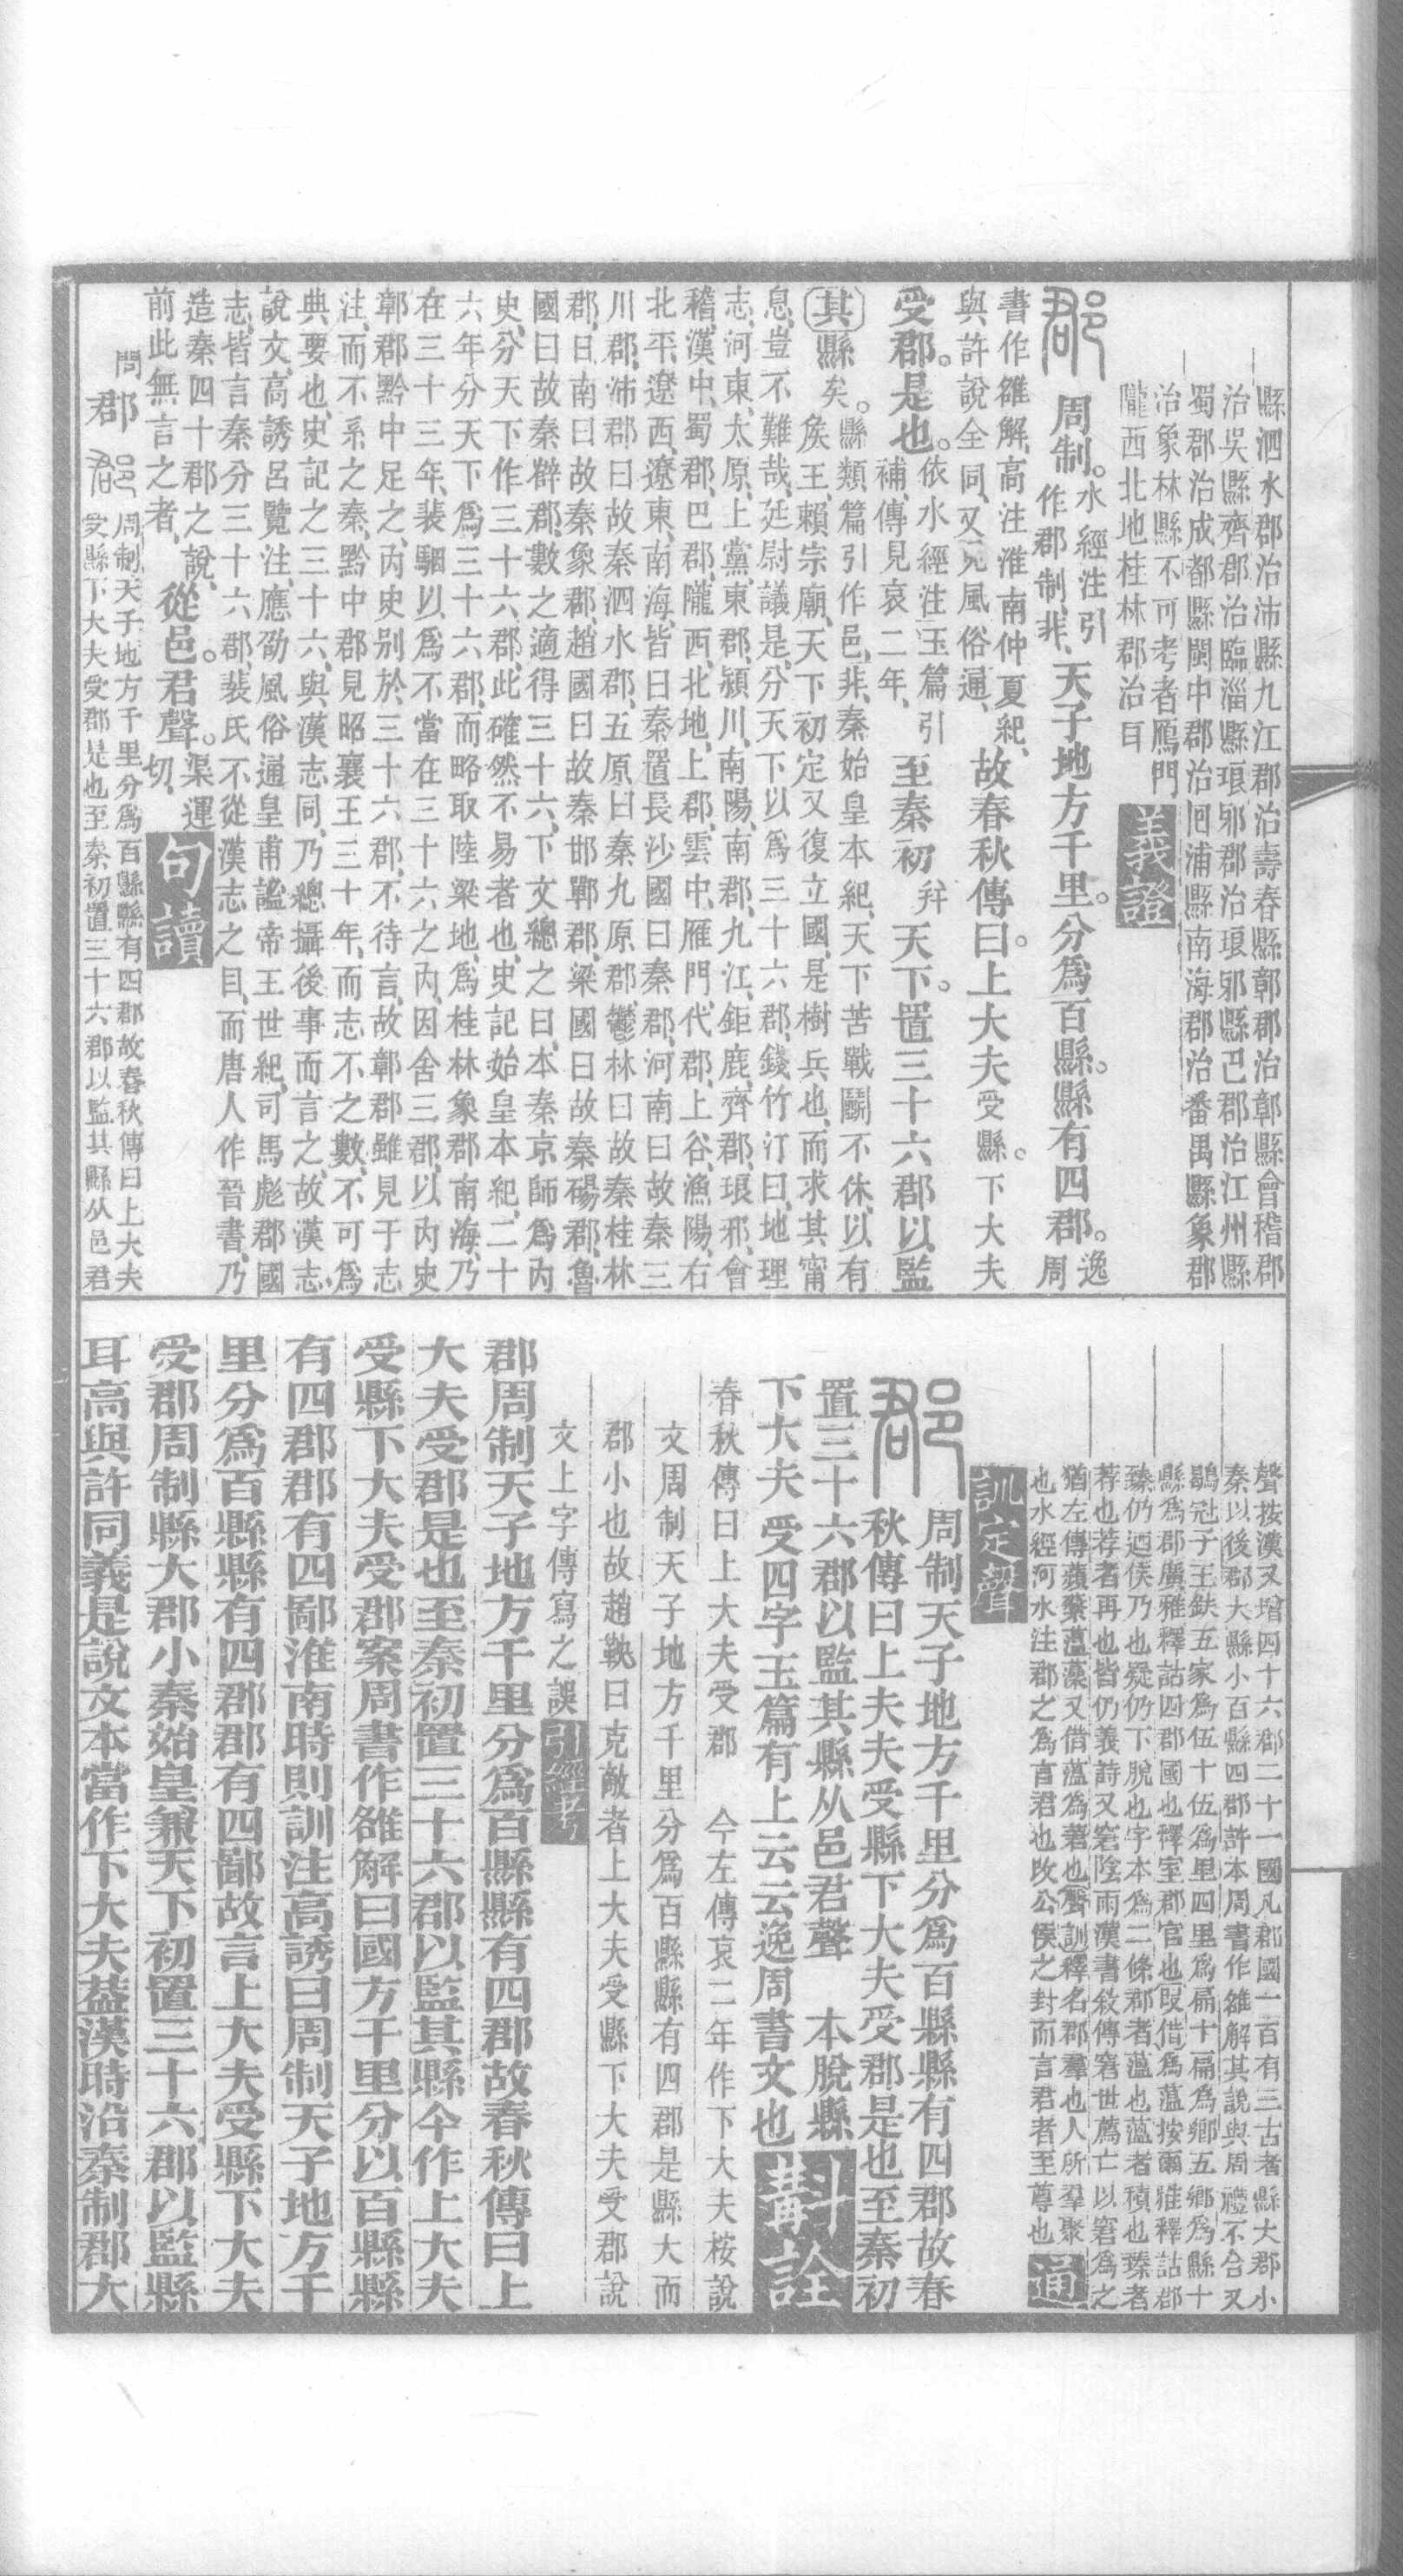 縣泗水郡治沛縣九江郡治壽春縣鄣郡治鄣縣會稽郡
治吳縣齊郡治臨淄縣琅邪郡治琅邪縣巴郡治江州縣
蜀郡治成都縣閩中郡治回浦縣南海郡治番禺縣象郡
治象林縣不可考者鴈門
隴西北地桂林郡治目
義證
郡
周制。水經注引
作郡制、非、天子地方千里。分爲百縣。縣有四郡。逸
周
書作雒解、高注淮南仲夏紀、
與許說全同、又見風俗通、故春秋傳曰。上大夫受縣。下大夫
受郡。是也。依水經注玉篇引
補、傳見哀二年、至秦初幷天下。置三十六郡以監
其縣。縣類篇引作邑、非、秦始皇本紀、天下苦戰鬭不休、以有
矣。矦王、賴宗廟、天下初定、又復立國、是樹兵也、而求其甯
息、豈不難哉、延尉議是、分天下以爲三十六郡、錢竹汀曰、地理
志、河東、太原、上黨、東郡、潁川、南陽、南郡、九江、鉅鹿、齊郡、琅邪、會
稽、漢中、蜀郡、巴郡、隴西、北地、上郡、雲中、雁門、代郡、上谷、漁陽、右
北平、遼西、遼東、南海、皆曰秦置、長沙國曰秦郡、河南曰故秦三
川郡、沛郡曰故秦泗水郡、五原曰秦九原郡、鬱林曰故秦桂林
郡、日南曰故秦象郡、趙國曰故秦邯鄲郡、梁國曰故秦碭郡、魯
國曰故秦辥郡、數之適得三十六、下文總之曰、本秦京師爲內
史、分天下作三十六郡、此確然不易者也、史記始皇本紀、二十
六年分天下爲三十六郡、而略取陸梁地、爲桂林象郡南海、乃
在三十三年、裴駰以爲不當在三十六之內、因舍三郡、以內史
鄣郡黔中足之、內史別於三十六郡、不待言、故鄣郡雖見于志
注、而不系之秦、黔中郡見昭襄王三十年、而志不之數、不可爲
典要也、史記之三十六、與漢志同、乃總攝後事而言之、故漢志
說文、高誘呂覽注、應劭風俗通、皇甫謐帝王世紀、司馬彪郡國
志、皆言秦分三十六郡、裴氏不從漢志之目、而唐人作晉書、乃
造秦四十郡之說、
前此無言之者、從邑。君聲。渠運
切、
句讀
問郡
周制天子地方千里分爲百縣縣有四郡故春秋傳曰上大夫
受縣下大夫受郡是也至秦初置三十六郡以監其縣从邑君
聲按漢又增四十六郡二十一國凡郡國一百有三古者縣大郡小
秦以後郡大縣小百縣四郡許本周書作雒解其說與周禮不合又
鶡冠子王鈇五家爲伍十伍爲里四里爲扁十扁爲鄉五鄉爲縣十
縣爲郡廣雅釋詁四郡國也釋室郡官也叚借爲薀按爾雅釋詁郡
臻仍迺侯乃也疑仍下脫也字本爲二條郡者薀也薀者積也臻者
荐也荐者再也皆仍義詩又窘陰雨漢書敘傳窘世薦亡以窘爲之
猶左傳蘋蘩薀藻又借薀爲菪也聲訓釋名郡羣也人所羣聚
也水經河水注郡之爲言君也改公侯之封而言君者至尊也
通
訓定聲
郡
周制天子地方千里分爲百縣縣有四郡故春
秋傳曰上夫夫受縣下大夫受郡是也至秦初
置三十六郡以監其縣从邑君聲　本脫縣
下大夫受四字玉篇有上云云逸周書文也
斠詮
春秋傳曰上大夫受郡　今左傳哀二年作下大夫桉說
文周制天子地方千里分爲百縣縣有四郡是縣大而
郡小也故趙鞅曰克敵者上大夫受縣下大夫受郡說
文上字傳寫之誤
引經考
郡周制天子地方千里分爲百縣縣有四郡故春秋傳曰上
大夫受郡是也至秦初置三十六郡以監其縣今作上大夫
受縣下大夫受郡案周書作雒解曰國方千里分以百縣縣
有四郡郡有四鄙淮南時則訓注高誘曰周制天子地方千
里分爲百縣縣有四郡郡有四鄙故言上大夫受縣下大夫
受郡周制縣大郡小秦始皇兼天下初置三十六郡以監縣
耳高與許同義是說文本當作下大夫葢漢時沿秦制郡大